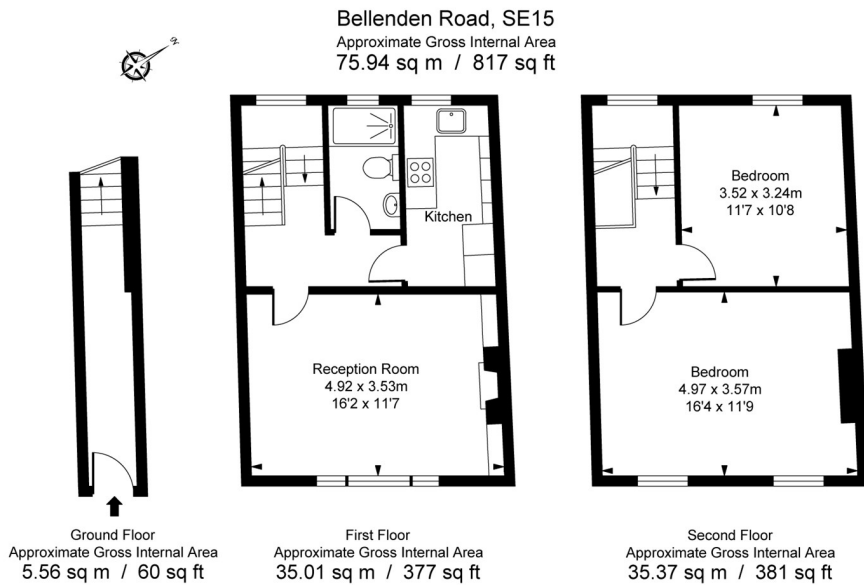 Bellenden Road, SE15
Approximate Gross Internal Area
75.94 sq m / 817 sq ft
N
Kitchen
Reception Room
4.92 x 3.53m
16'2 x 11'7
Bedroom
3.52 x 3.24m
11'7 x 10'8
Bedroom
4.97 x 3.57m
16'4 x 11'9
Ground Floor
Approximate Gross Internal Area
5.56 sq m / 60 sq ft
First Floor
Approximate Gross Internal Area
35.01 sq m / 377 sq ft
Second Floor
Approximate Gross Internal Area
35.37 sq m / 381 sq ft